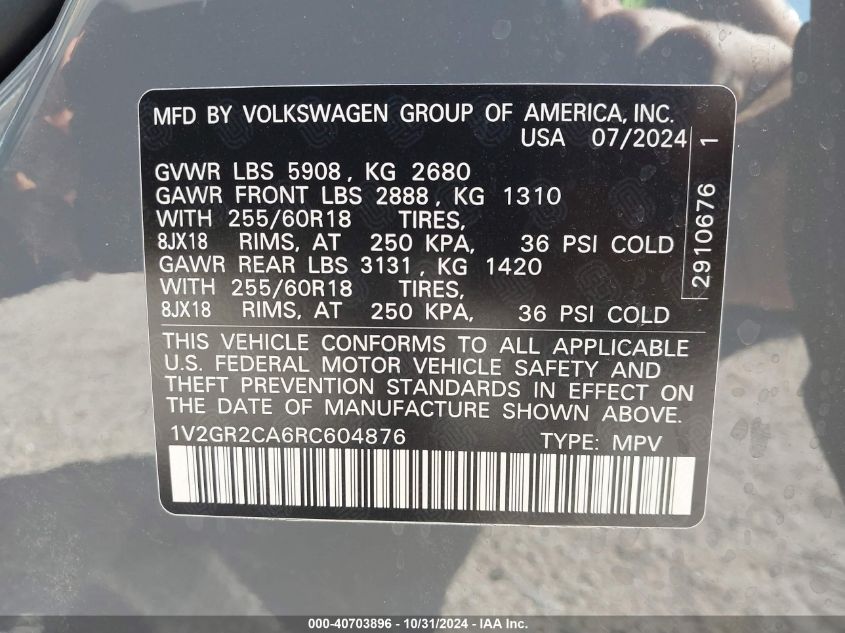 MFD BY VOLKSWAGEN GROUP OF AMERICA, INC.
USA 07/2024
GVWR LBS 5908, KG 2680
GAWR FRONT LBS 2888, KG 1310
WITH 255/60R18 TIRES,
8JX18 RIMS, AT 250 KPA, 36 PSI COLD
GAWR REAR LBS 3131, KG 1420
WITH 255/60R18 TIRES,
8JX18 RIMS, AT 250 KPA, 36 PSI COLD
2910676 1
THIS VEHICLE CONFORMS TO ALL APPLICABLE
U.S. FEDERAL MOTOR VEHICLE SAFETY AND
THEFT PREVENTION STANDARDS IN EFFECT ON
THE DATE OF MANUFACTURE SHOWN ABOVE.
1V2GR2CA6RC604876 TYPE: MPV
000-40703896 - 10/31/2024 - IAA Inc.